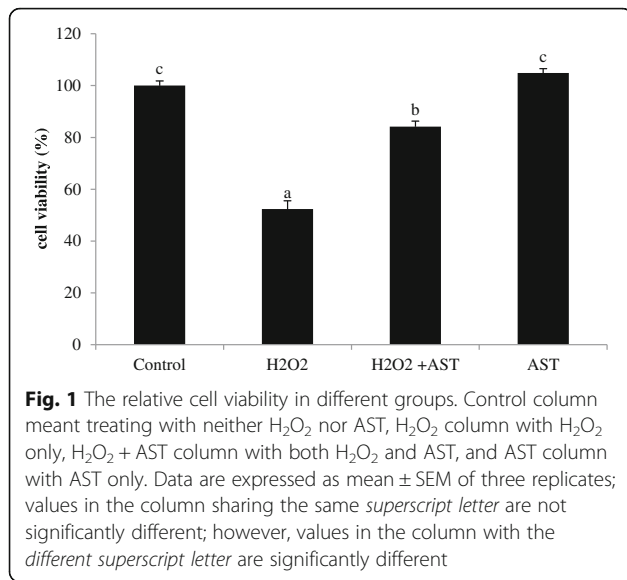 120
c
c
100
b
80
cell viability (%)
60
a
40
20
0
Control H2O2 H2O2 +AST AST
Fig. 1 The relative cell viability in different groups. Control column
meant treating with neither H₂O₂ nor AST, H₂O₂ column with H₂O₂
only, H₂O₂ + AST column with both H₂O₂ and AST, and AST column
with AST only. Data are expressed as mean ± SEM of three replicates;
values in the column sharing the same superscript letter are not
significantly different; however, values in the column with the
different superscript letter are significantly different